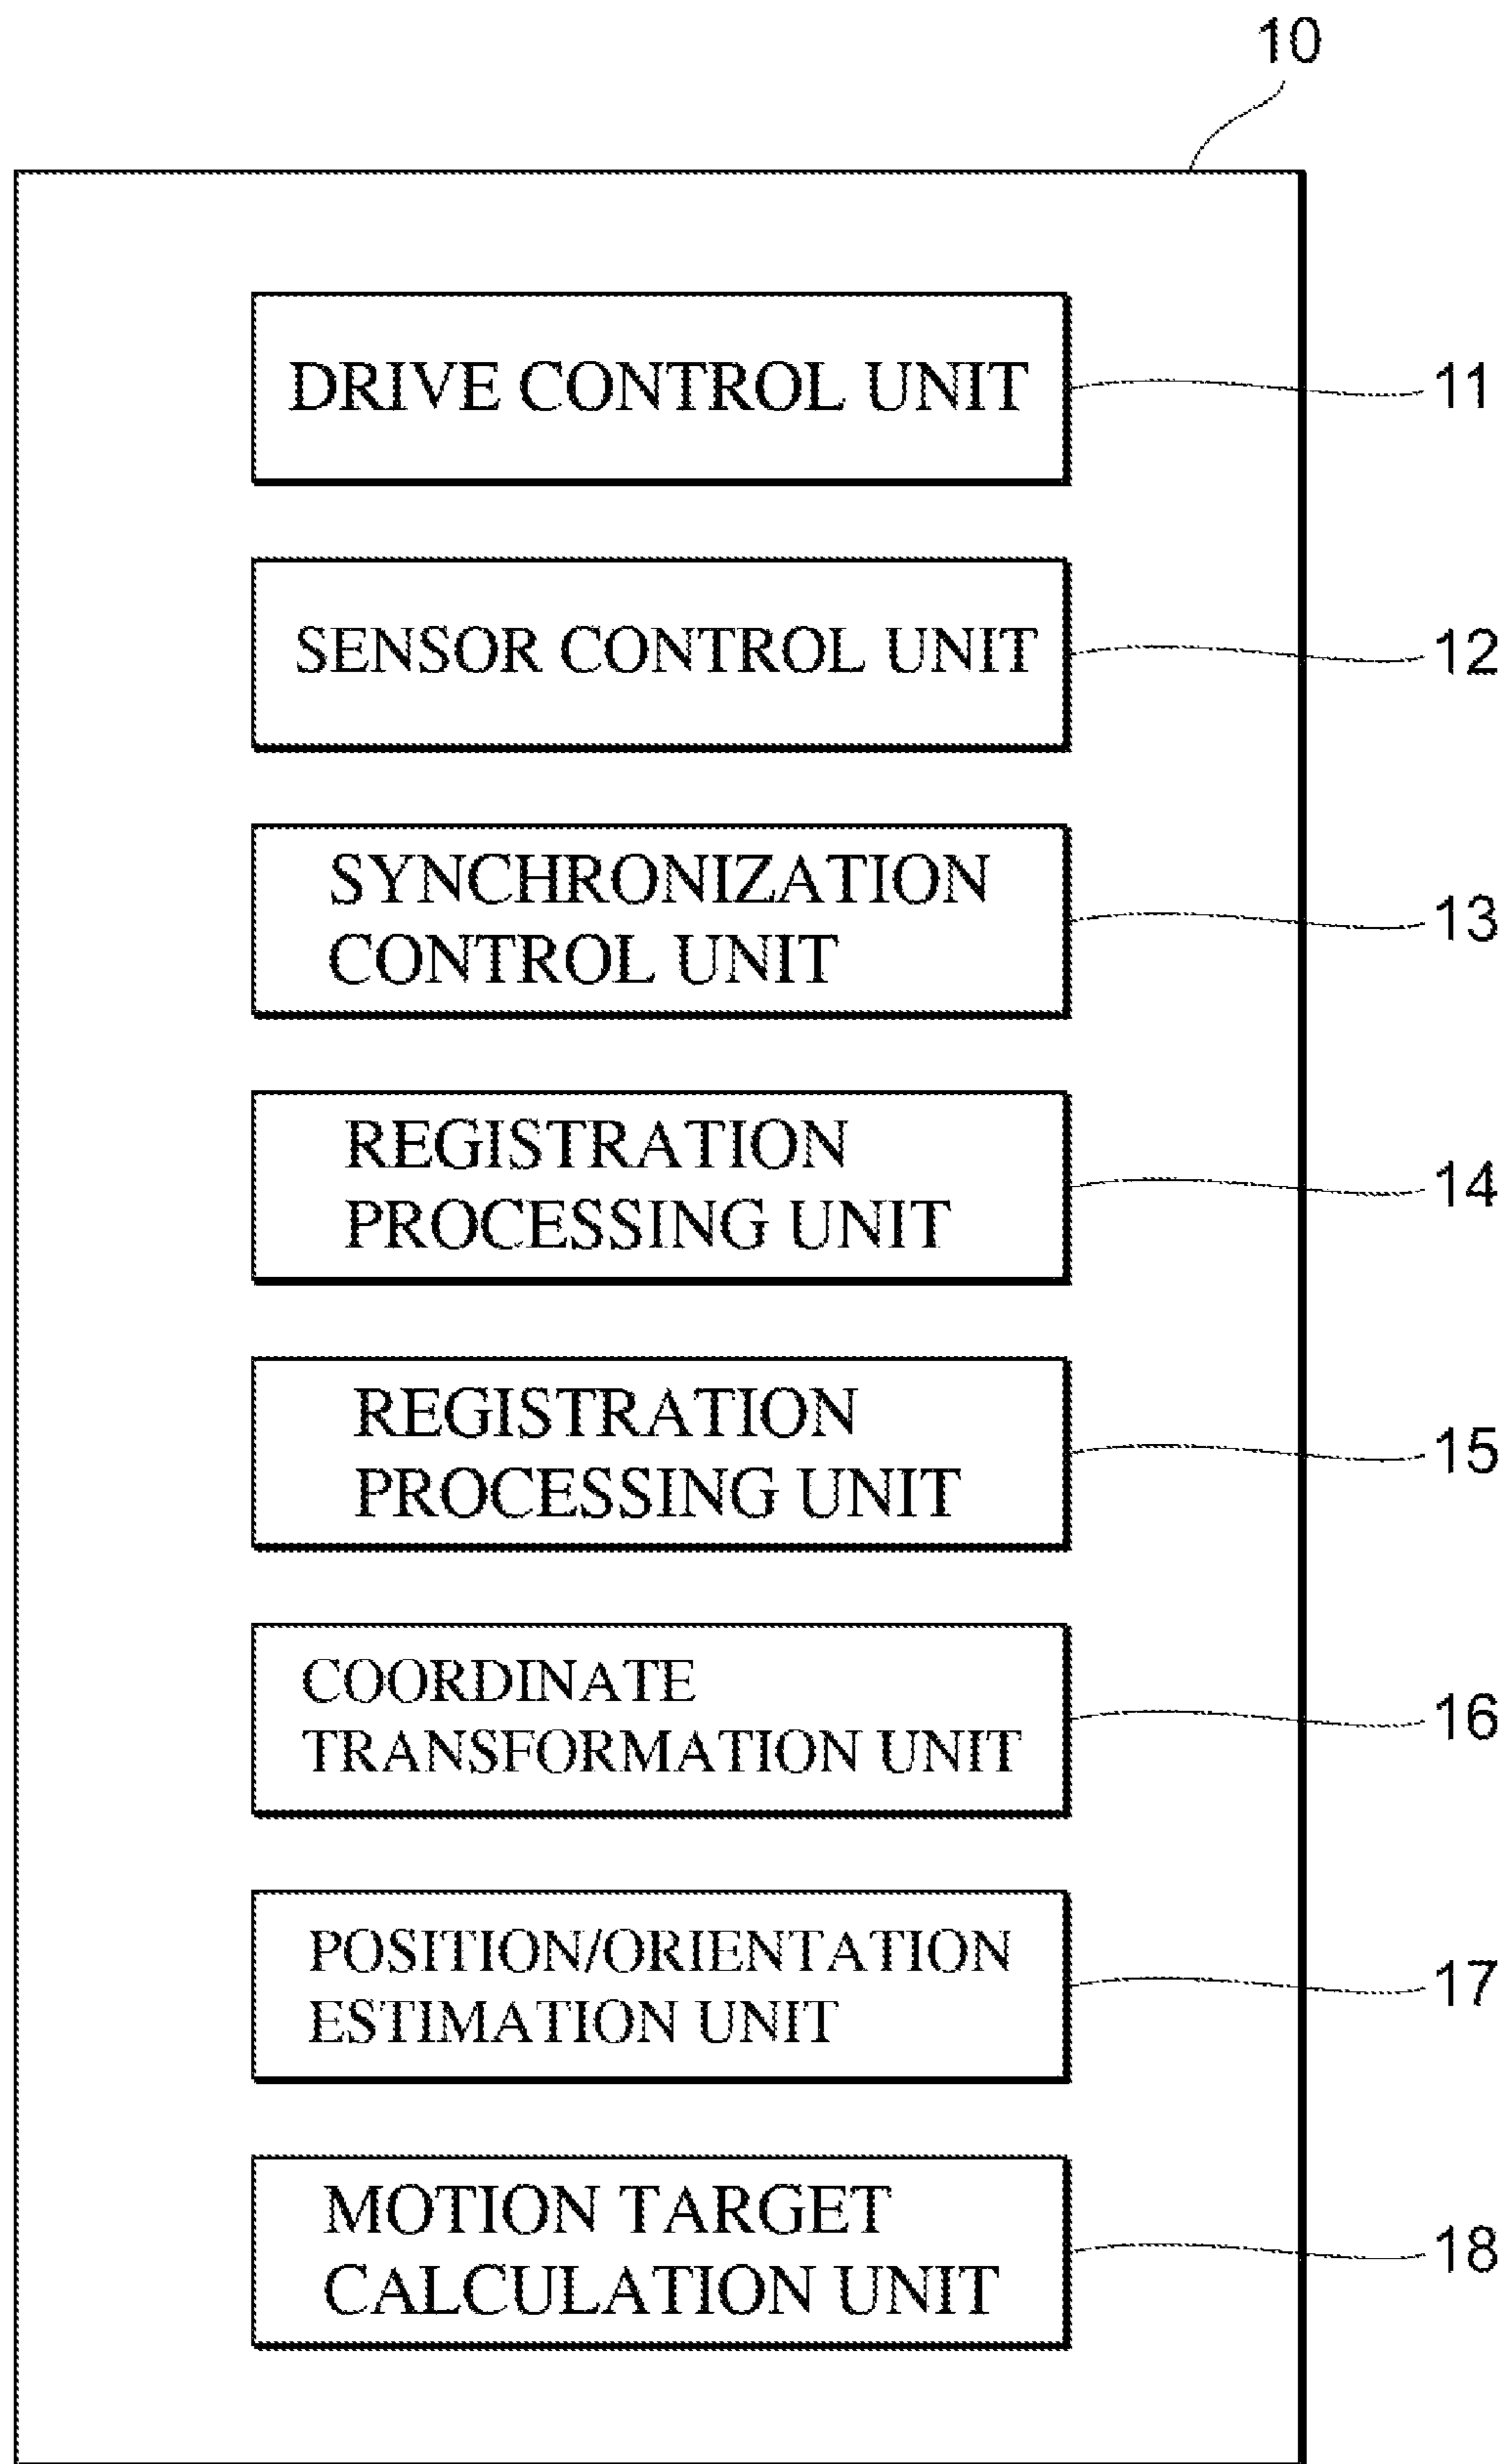 10
DRIVE CONTROL UNIT
11
SENSOR CONTROL UNIT
12
SYNCHRONIZATION
CONTROL UNIT
13
REGISTRATION
PROCESSING UNIT
14
REGISTRATION
PROCESSING UNIT
15
COORDINATE
TRANSFORMATION UNIT
16
POSITION/ORIENTATION
ESTIMATION UNIT
17
MOTION TARGET
CALCULATION UNIT
18